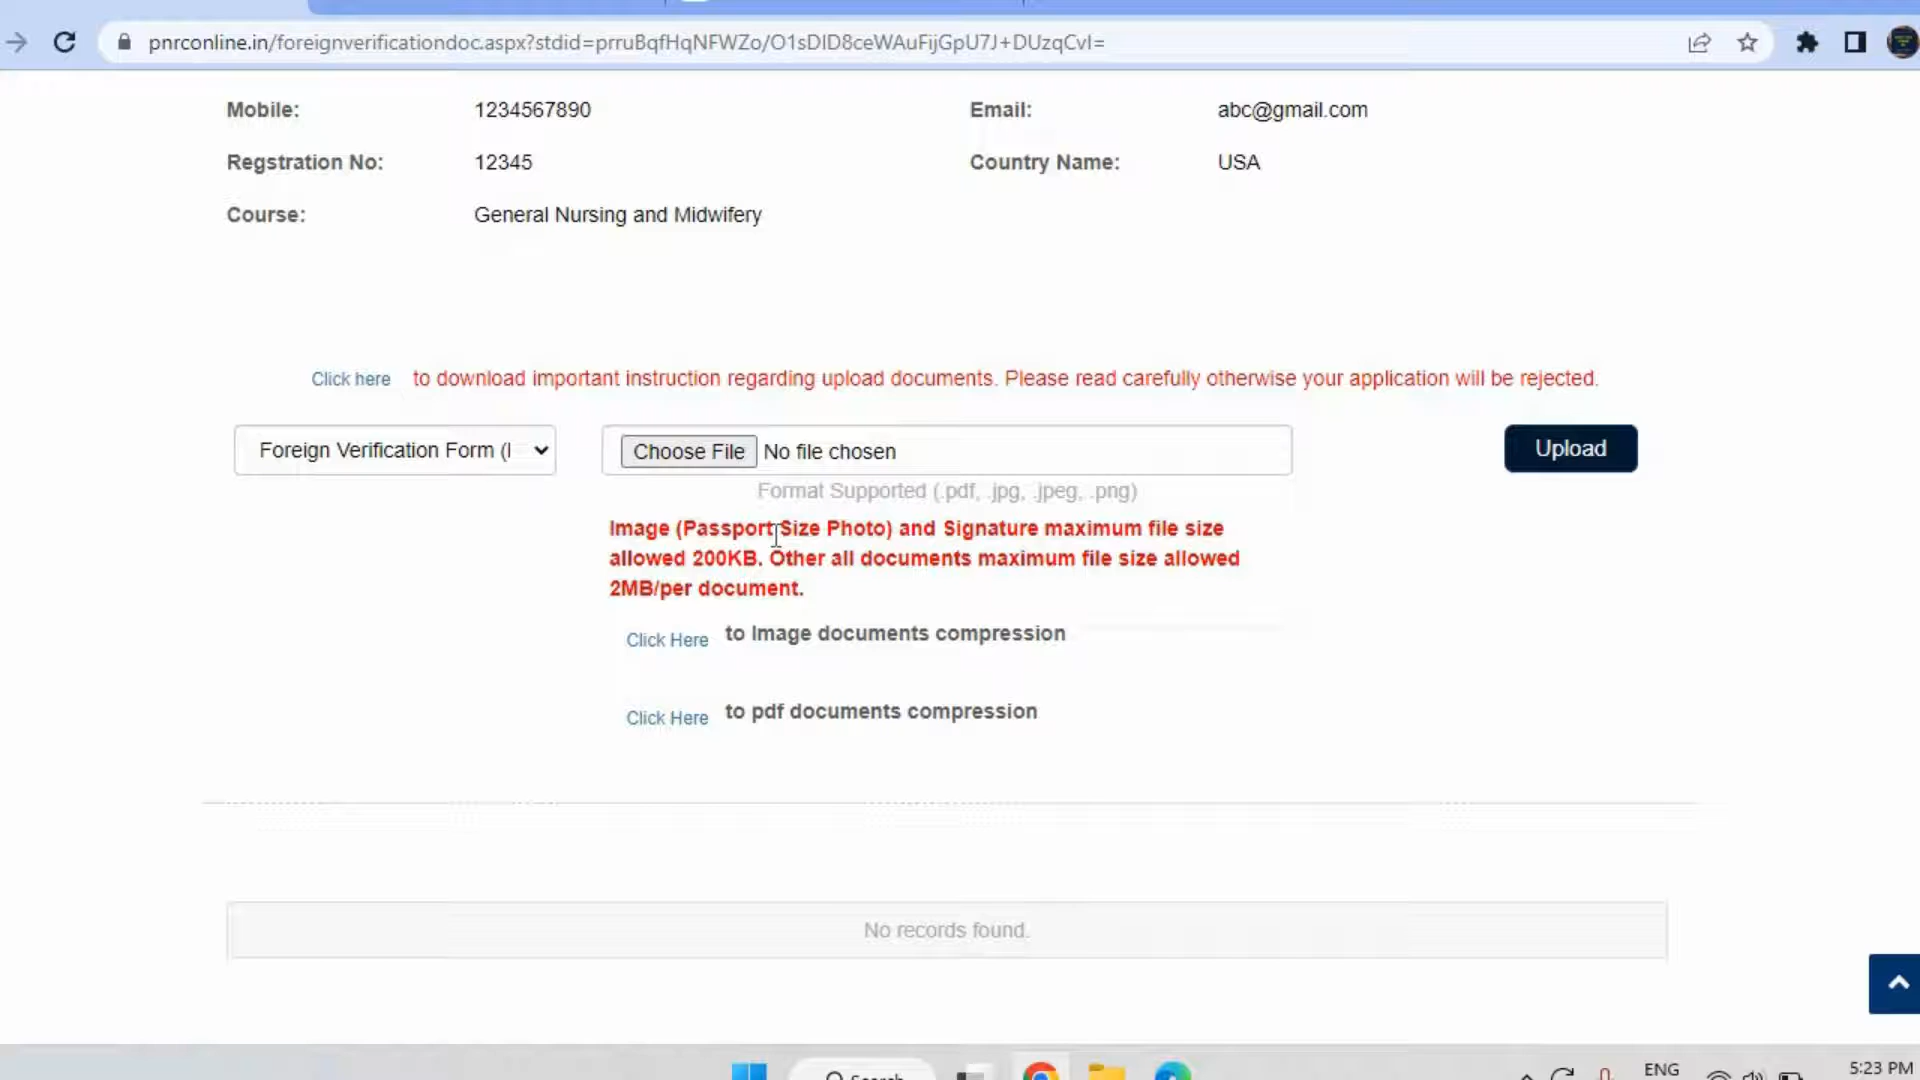 pnrconline.in/foreignverificationdoc.aspx?stdid=prruBqfHqNFWZo/O1sDID8ceWAuFijGpU7J+DUzqCvI=
Mobile: 1234567890 Email: abc@gmail.com
Regstration No: 12345 Country Name: USA
Course: General Nursing and Midwifery
Click here to download important instruction regarding upload documents. Please read carefully otherwise your application will be rejected.
Foreign Verification Form ( Choose File No file chosen Upload
Format Supported (.pdf, .jpg, .jpeg, .png)
Image (Passport Size Photo) and Signature maximum file size
allowed 200KB. Other all documents maximum file size allowed
2MB/per document.
Click Here to Image documents compression
Click Here to pdf documents compression
No records found.
Search ENG 5:23 PM